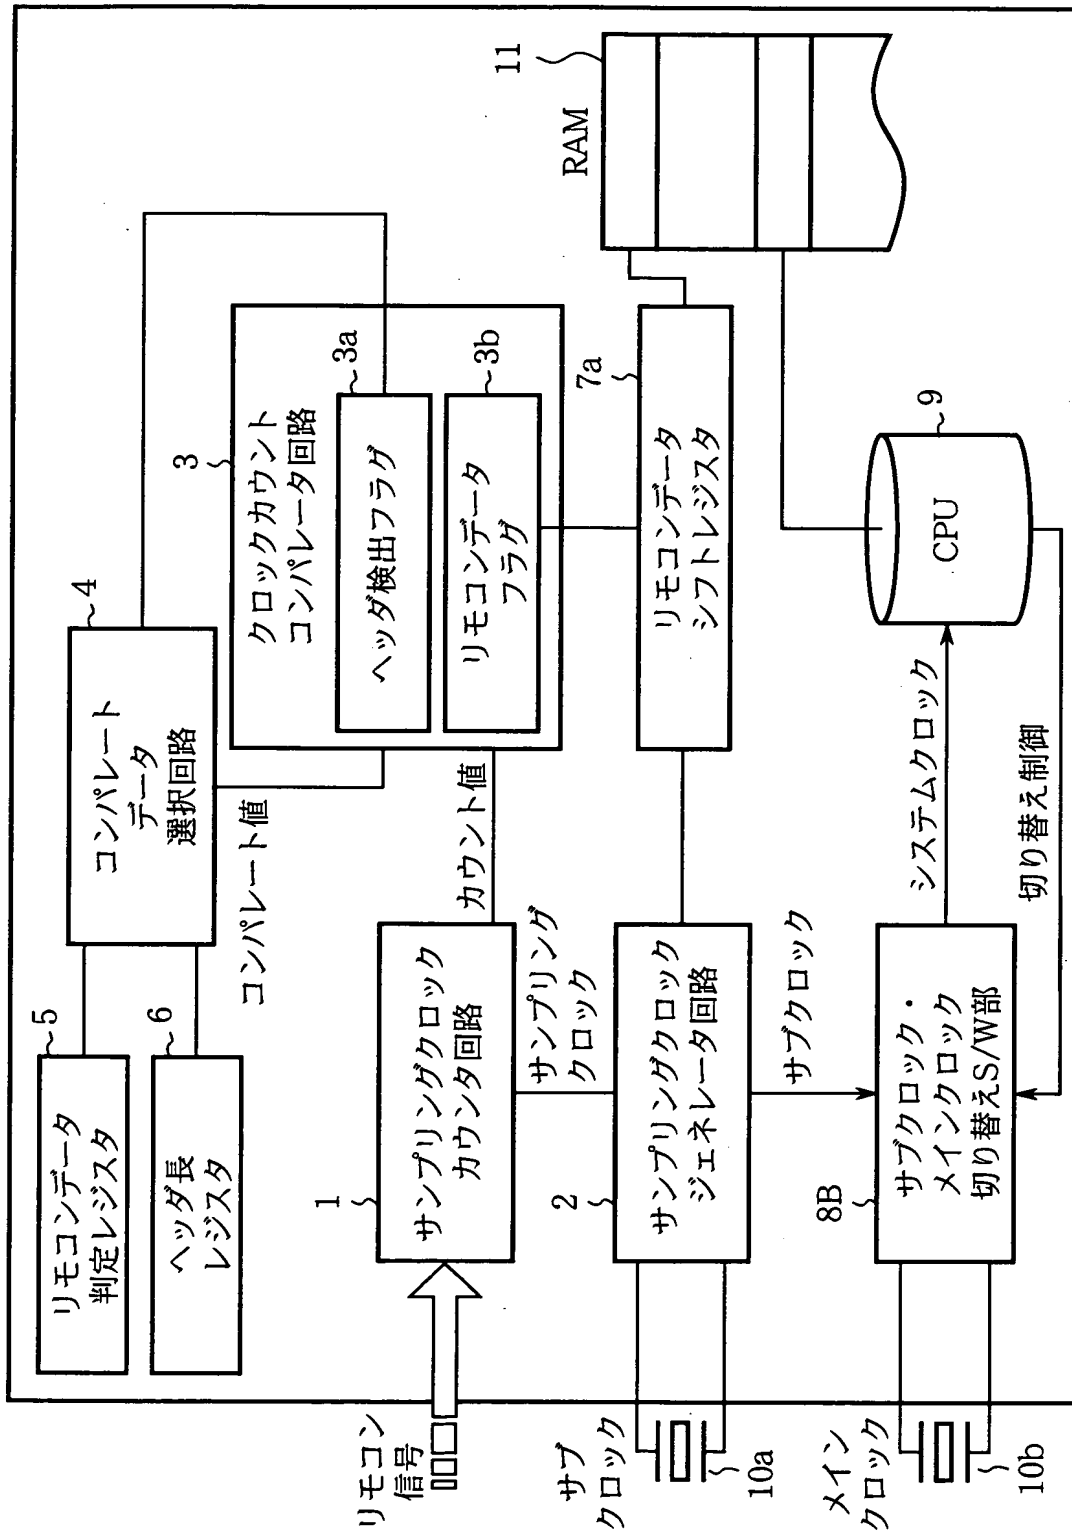 リモコンデータ
判定レジスタ
5
ヘッダ長
レジスタ
6
コンパレート
データ
選択回路
4
コンパレート値
3
クロックカウント
コンパレータ回路
ヘッダ検出フラグ
3a
リモコンデータ
フラグ
3b
リモコン
信号
1
サンプリングクロック
カウンタ回路
カウント値
サンプリング
クロック
サブ
クロック
10a
2
サンプリングクロック
ジェネレータ回路
サブクロック
リモコンデータ
シフトレジスタ
7a
RAM
11
メイン
クロック
10b
8B
サブクロック・
メインクロック
切り替えS/W部
システムクロック
切り替え制御
CPU
9